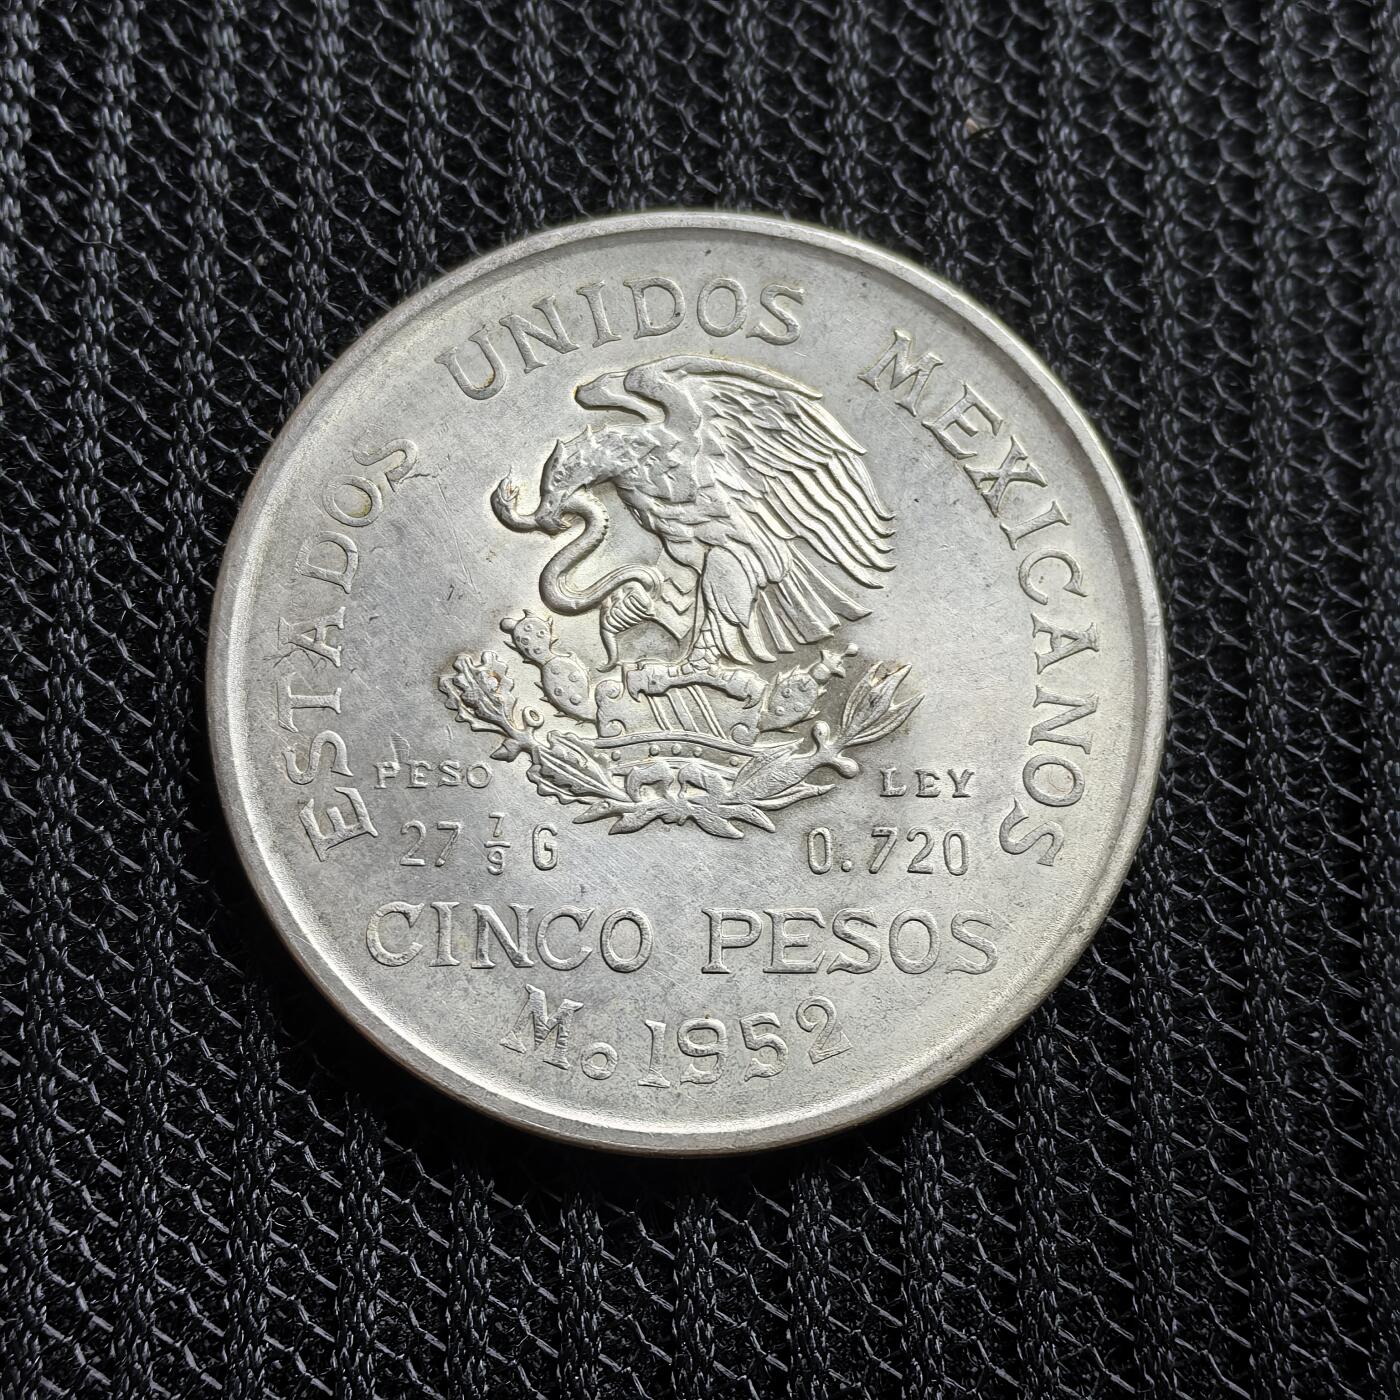 ESTADOS UNIDOS MEXICANOS
PESO LEY
27 7/9 G 0.720
CINCO PESOS
Mo 1952